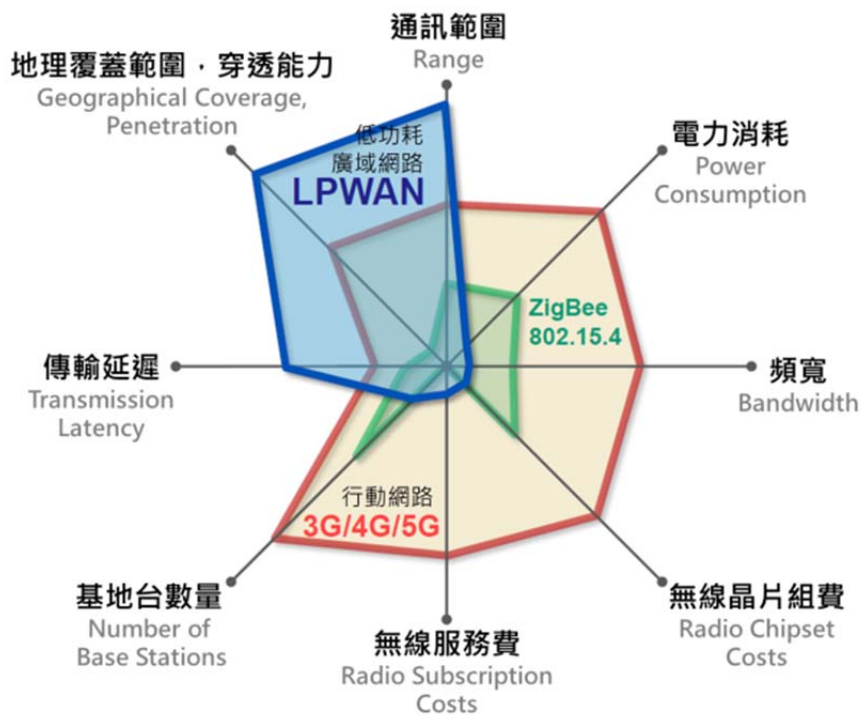 通訊範圍
Range
地理覆蓋範圍，穿透能力
Geographical Coverage,
Penetration
電力消耗
Power
Consumption
低功耗
廣域網路
LPWAN
ZigBee
802.15.4
傳輸延遲
Transmission
Latency
頻寬
Bandwidth
行動網路
3G/4G/5G
基地台數量
Number of
Base Stations
無線服務費
Radio Subscription
Costs
無線晶片組費
Radio Chipset
Costs